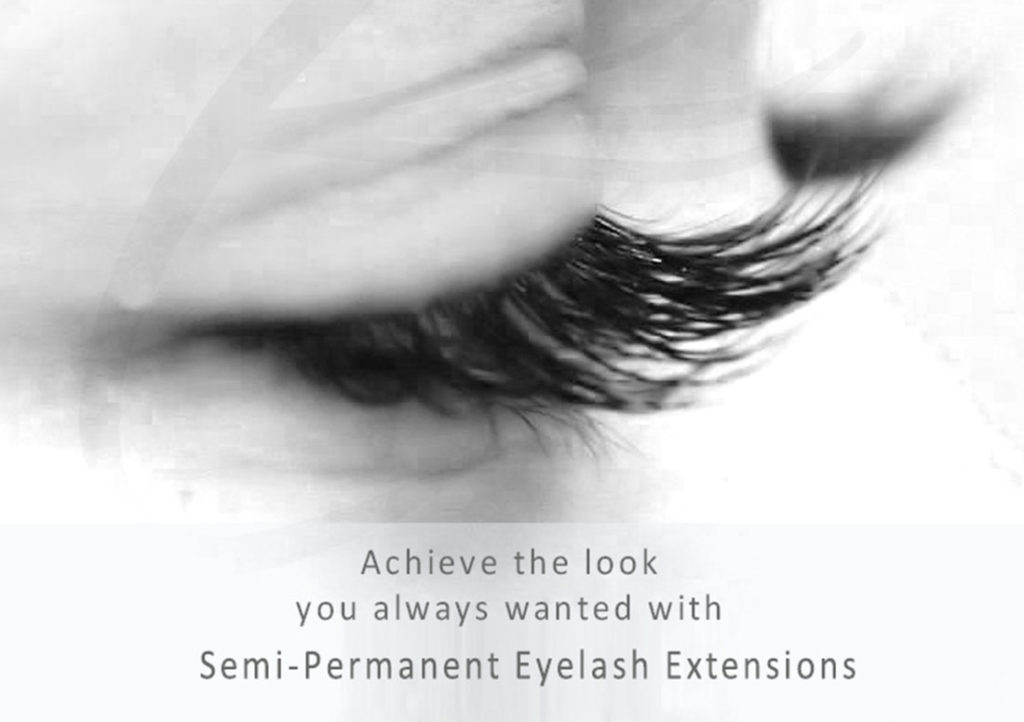 Achieve the look
you always wanted with
Semi-Permanent Eyelash Extensions